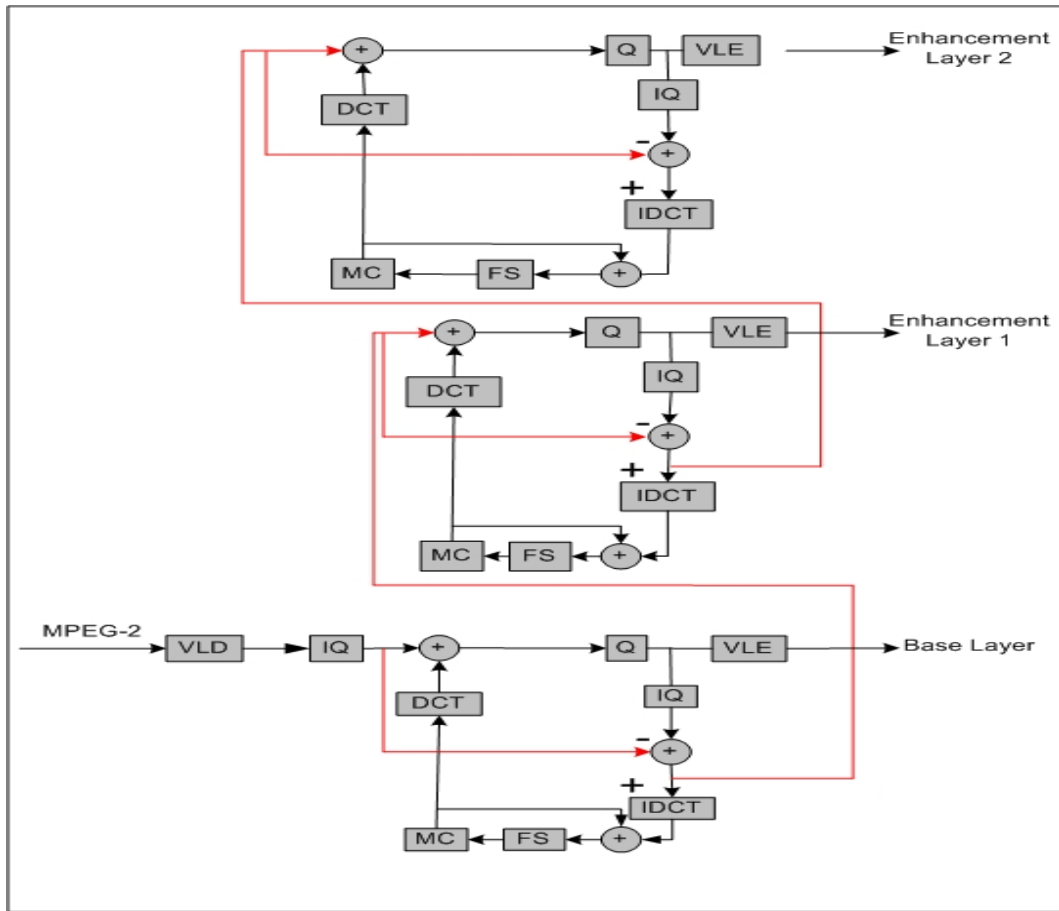 Enhancement
Layer 2
+
Q
VLE
DCT
IQ
-
+
+
IDCT
MC
FS
+
Enhancement
Layer 1
+
Q
VLE
DCT
IQ
-
+
+
IDCT
MC
FS
+
MPEG-2
VLD
IQ
+
Q
VLE
Base Layer
DCT
IQ
-
+
+
IDCT
MC
FS
+